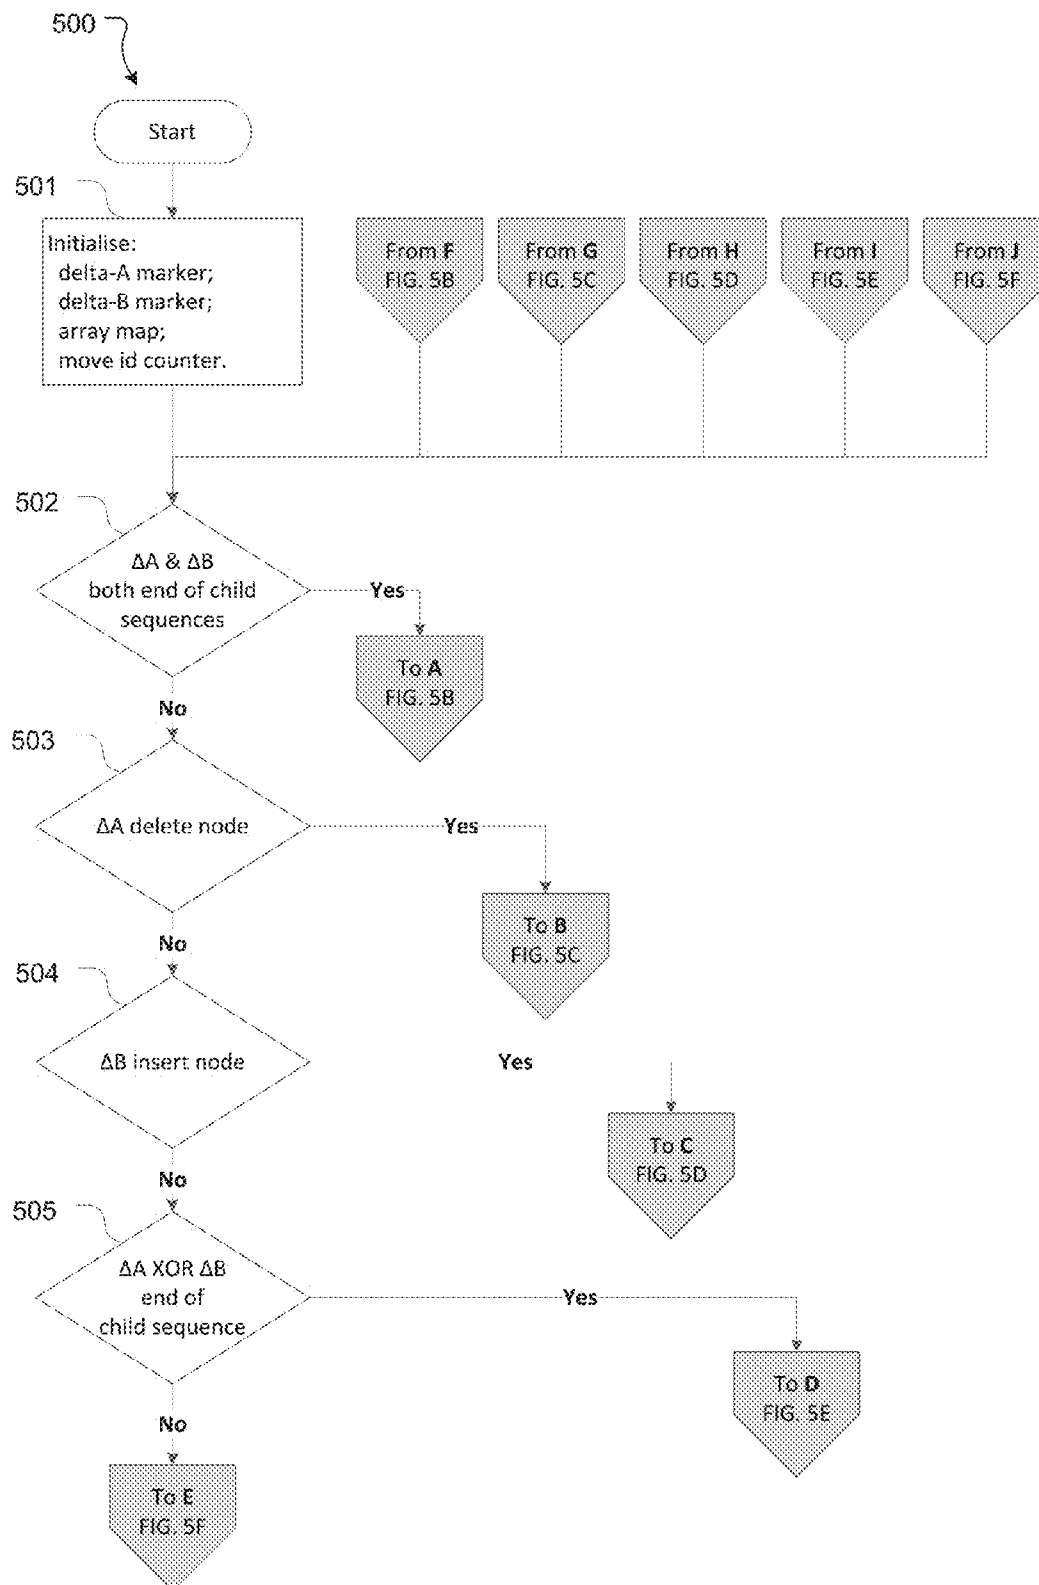 500
Start
501
Initialise:
delta-A marker;
delta-B marker;
array map;
move id counter.
From F
FIG. 5B
From G
FIG. 5C
From H
FIG. 5D
From I
FIG. 5E
From J
FIG. 5F
502
ΔA & ΔB
both end of child
sequences
Yes
To A
FIG. 5B
No
503
ΔA delete node
Yes
To B
FIG. 5C
No
504
ΔB insert node
Yes
To C
FIG. 5D
No
505
ΔA XOR ΔB
end of
child sequence
Yes
To D
FIG. 5E
No
To E
FIG. 5F